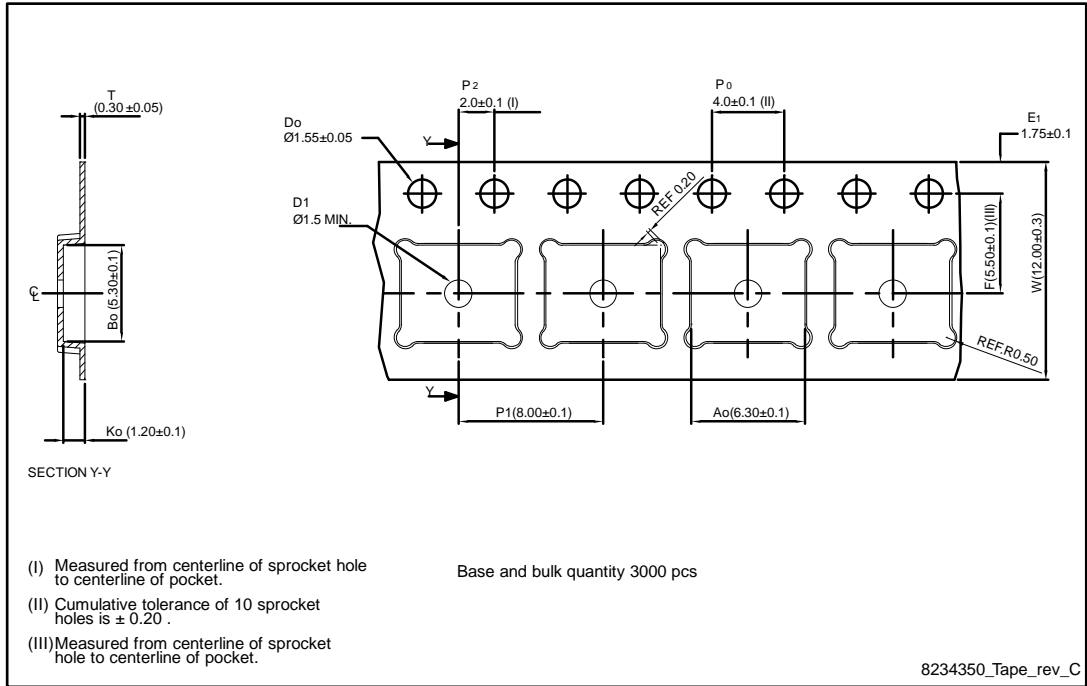 T
(0.30 ±0.05)
P2
2.0±0.1 (I)
P0
4.0±0.1 (II)
Do
Ø1.55±0.05
E1
1.75±0.1
Y
D1
Ø1.5 MIN.
REF 0.20
℄
Bo (5.30±0.1)
F(5.50±0.1)(III)
W(12.00±0.3)
REF.R0.50
Y
P1(8.00±0.1)
Ao(6.30±0.1)
Ko (1.20±0.1)
SECTION Y-Y
(I) Measured from centerline of sprocket hole
to centerline of pocket.
Base and bulk quantity 3000 pcs
(II) Cumulative tolerance of 10 sprocket
holes is ± 0.20 .
(III) Measured from centerline of sprocket
hole to centerline of pocket.
8234350_Tape_rev_C